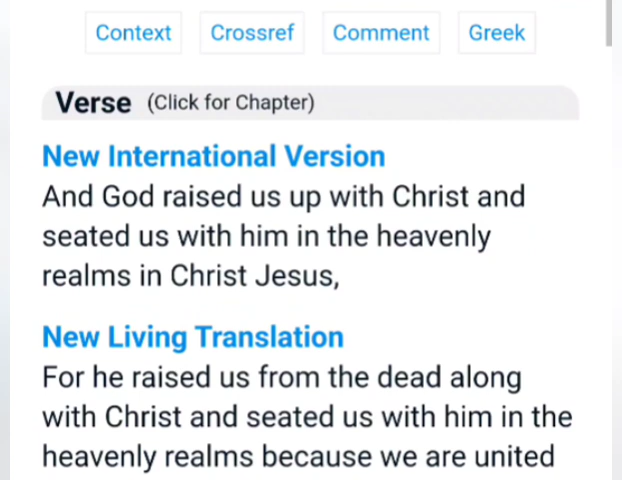 Context Crossref Comment Greek
Verse (Click for Chapter)
New International Version
And God raised us up with Christ and
seated us with him in the heavenly
realms in Christ Jesus,
New Living Translation
For he raised us from the dead along
with Christ and seated us with him in the
heavenly realms because we are united